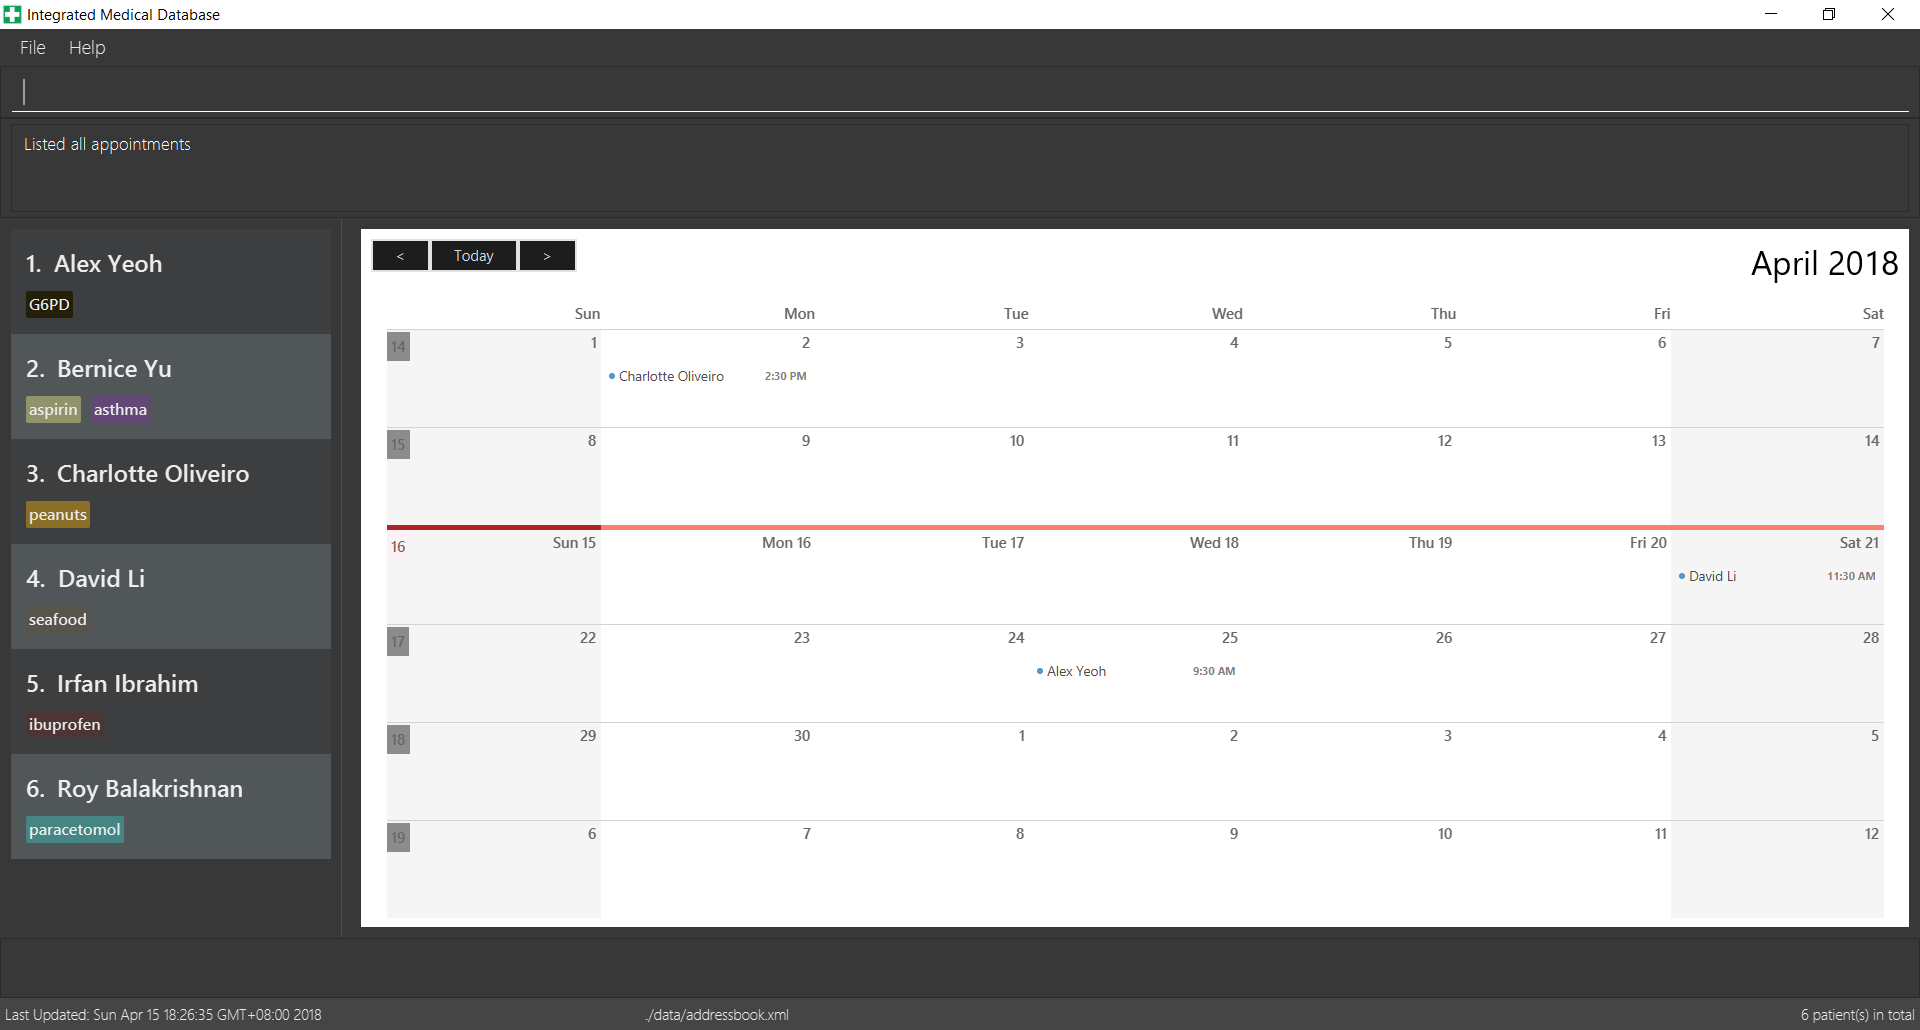 Integrated Medical Database
File Help
Listed all appointments
1. Alex Yeoh
G6PD
2. Bernice Yu
aspirin asthma
3. Charlotte Oliveiro
peanuts
4. David Li
seafood
5. Irfan Ibrahim
ibuprofen
6. Roy Balakrishnan
paracetomol
< Today >
April 2018
Sun Mon Tue Wed Thu Fri Sat
14 1 2 3 4 5 6 7
Charlotte Oliveiro 2:30 PM
15 8 9 10 11 12 13 14
16 Sun 15 Mon 16 Tue 17 Wed 18 Thu 19 Fri 20 Sat 21
David Li 11:30 AM
17 22 23 24 25 26 27 28
Alex Yeoh 9:30 AM
18 29 30 1 2 3 4 5
19 6 7 8 9 10 11 12
Last Updated: Sun Apr 15 18:26:35 GMT+08:00 2018
./data/addressbook.xml
6 patient(s) in total